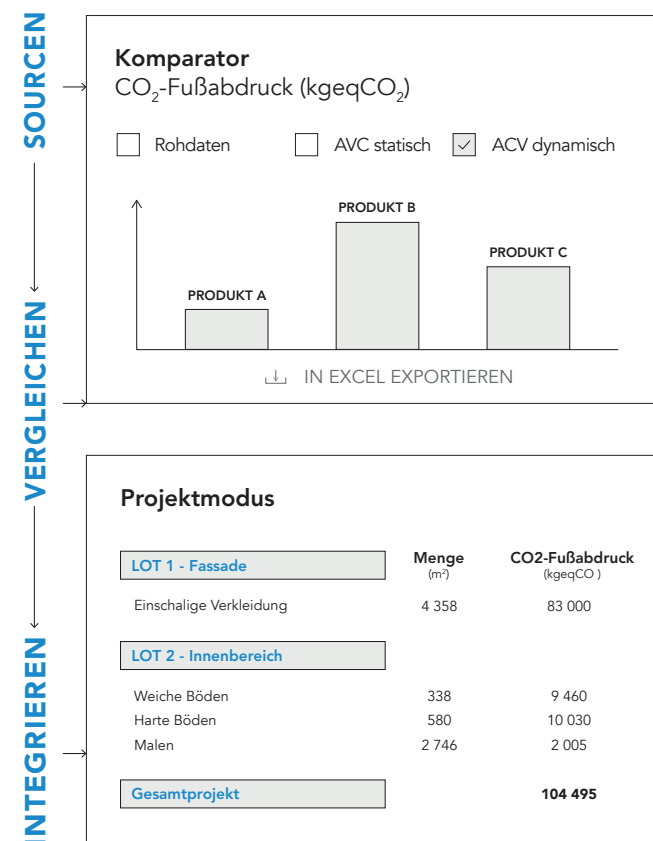 SOURCEN
VERGLEICHEN
INTEGRIEREN
Komparator
CO₂-Fußabdruck (kgeqCO₂)
Rohdaten AVC statisch ACV dynamisch
PRODUKT B
PRODUKT C
PRODUKT A
IN EXCEL EXPORTIEREN
Projektmodus
LOT 1 - Fassade Menge CO2-Fußabdruck
(m²) (kgeqCO )
Einschalige Verkleidung 4 358 83 000
LOT 2 - Innenbereich
Weiche Böden 338 9 460
Harte Böden 580 10 030
Malen 2 746 2 005
Gesamtprojekt 104 495